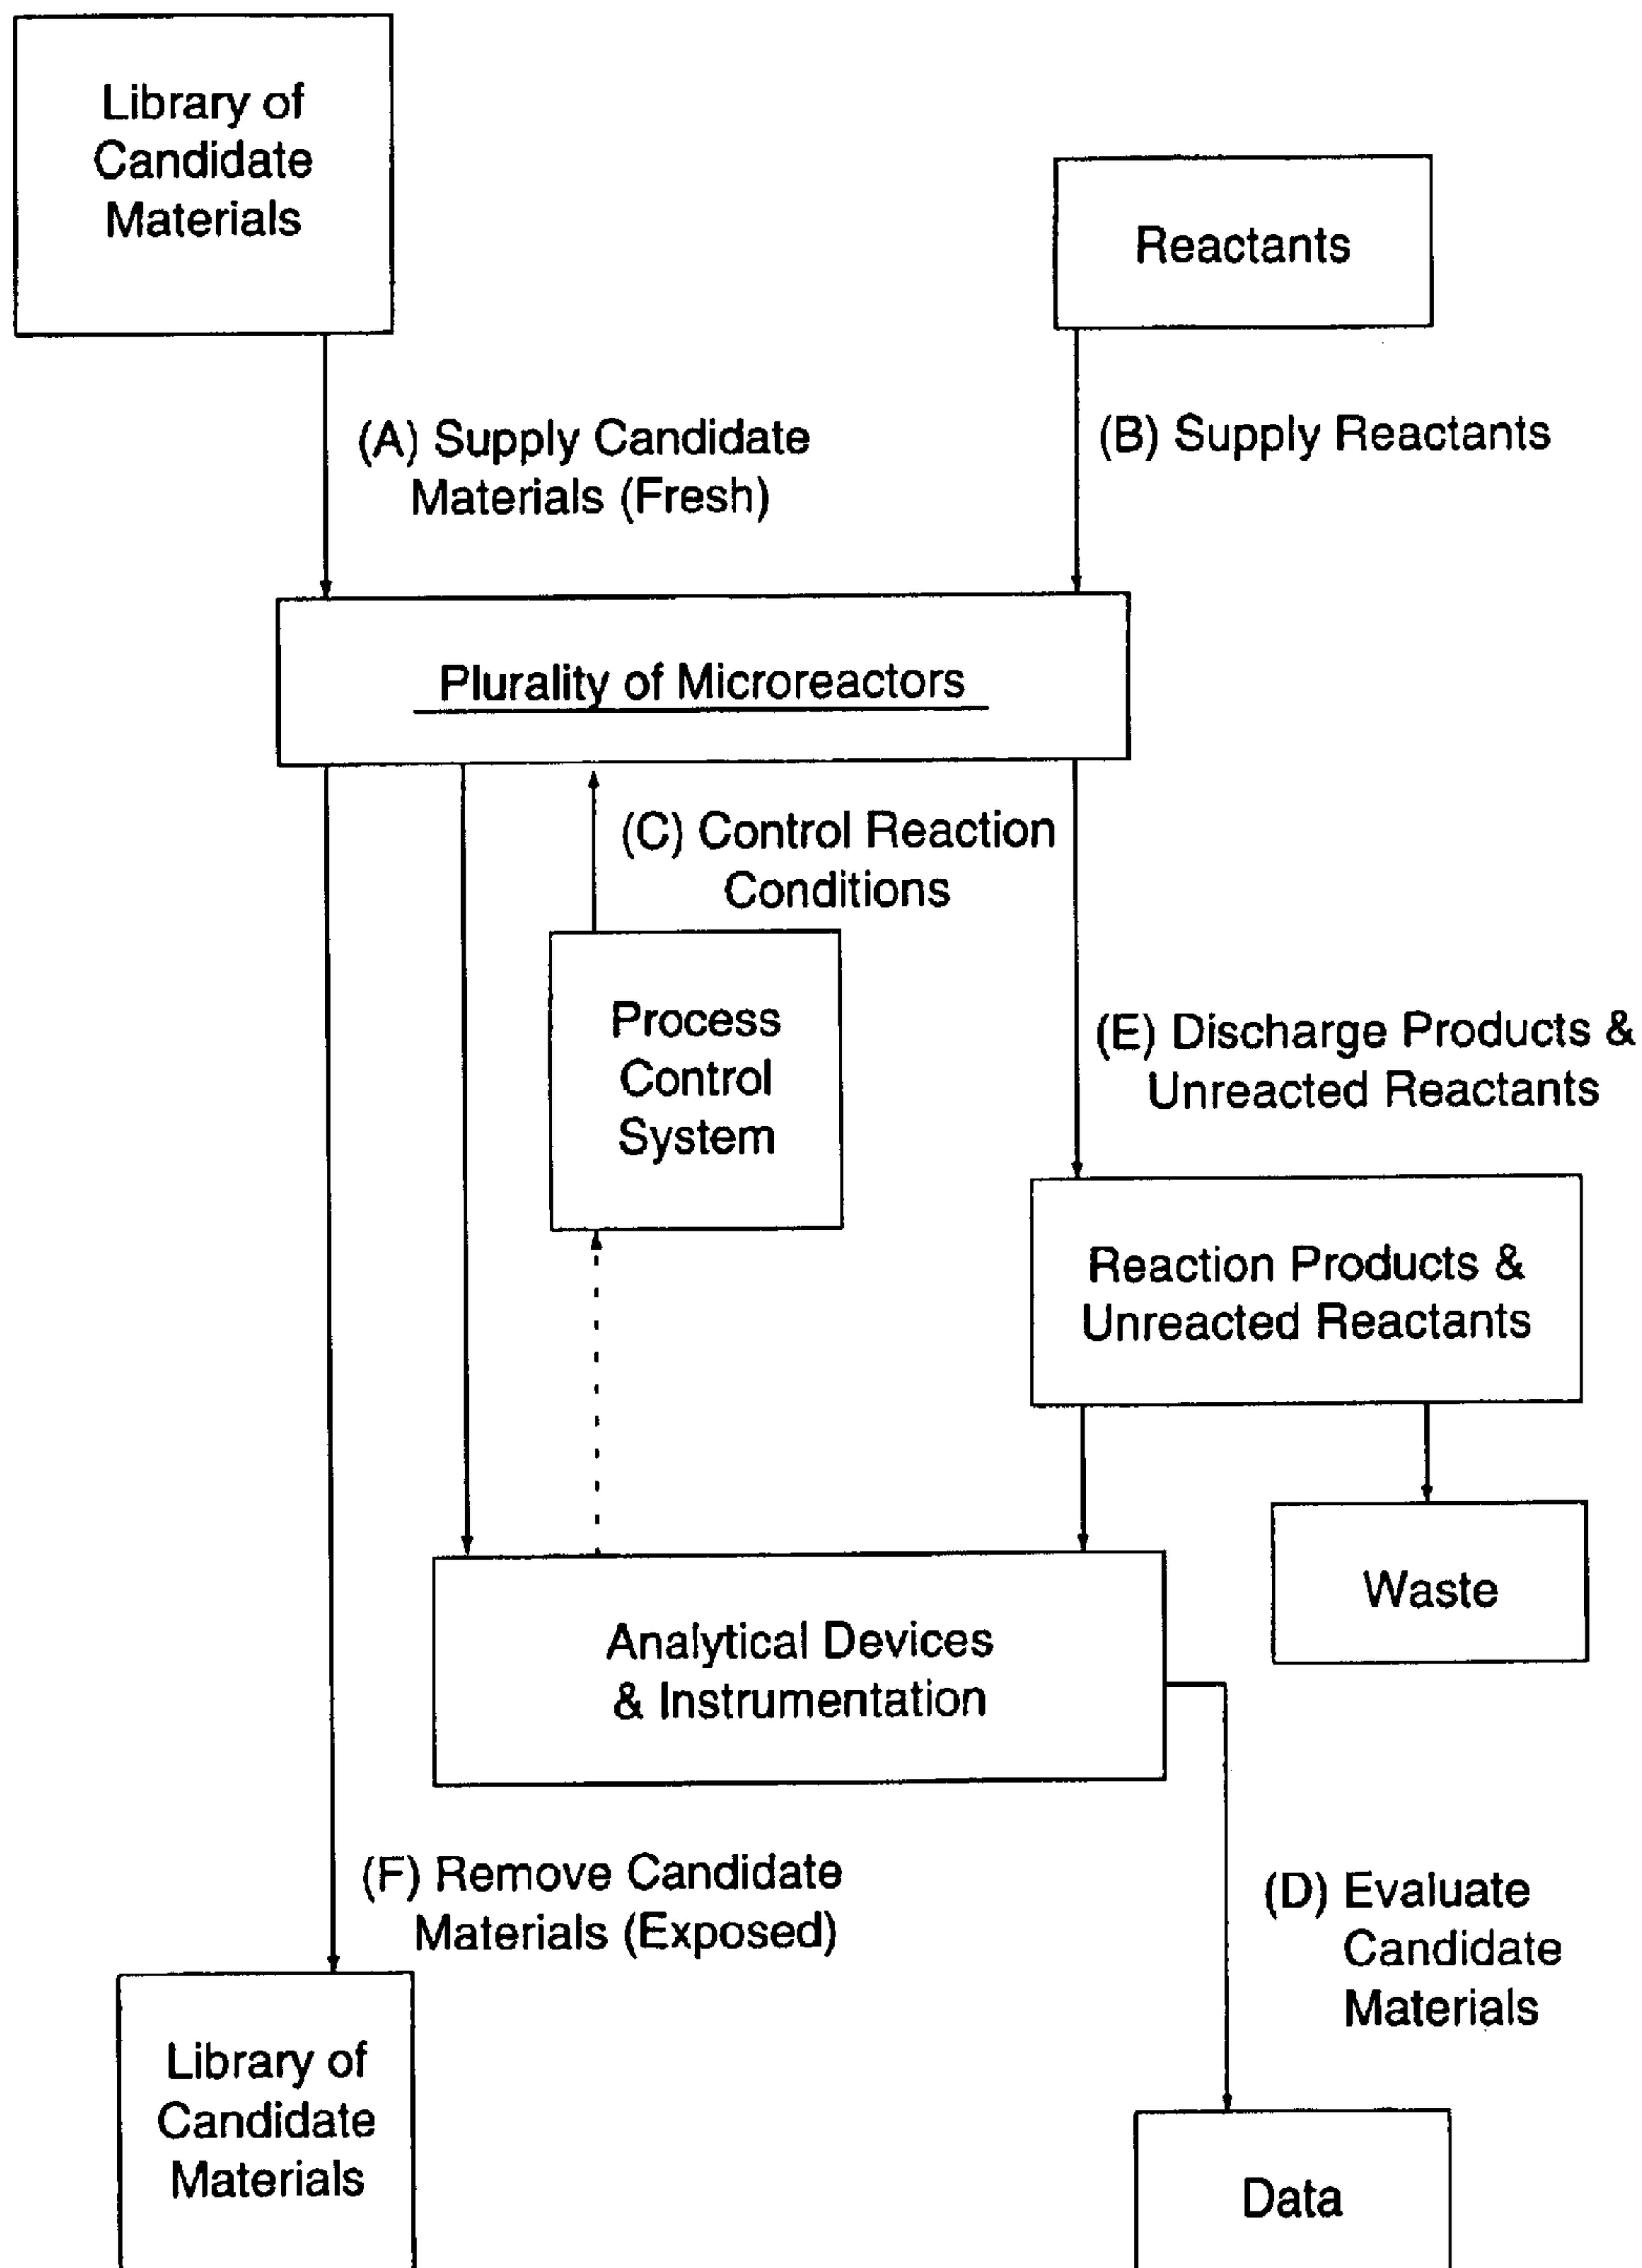 Library of
Candidate
Materials
Reactants
(A) Supply Candidate
Materials (Fresh)
(B) Supply Reactants
Plurality of Microreactors
(C) Control Reaction
Conditions
Process
Control
System
(E) Discharge Products &
Unreacted Reactants
Reaction Products &
Unreacted Reactants
Waste
Analytical Devices
& Instrumentation
(F) Remove Candidate
Materials (Exposed)
(D) Evaluate
Candidate
Materials
Library of
Candidate
Materials
Data